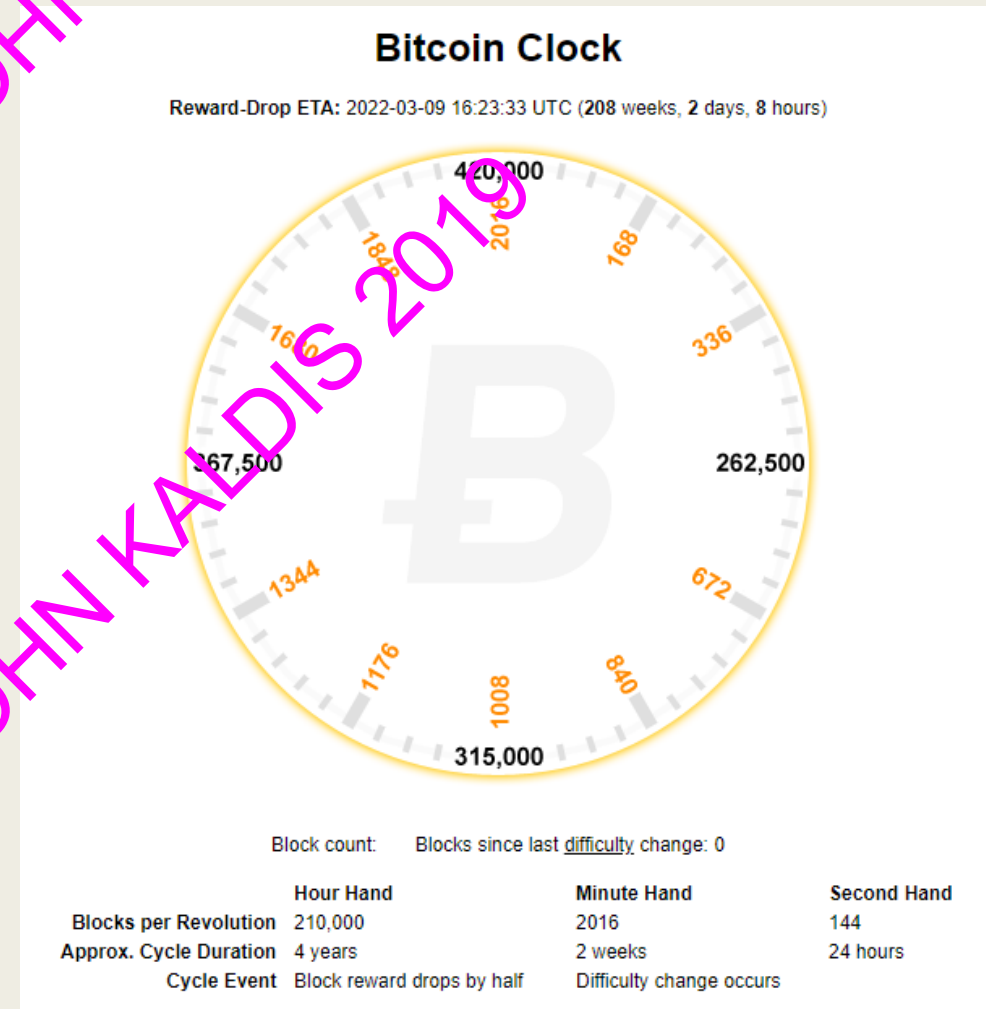 Bitcoin Clock
Reward-Drop ETA: 2022-03-09 16:23:33 UTC (208 weeks, 2 days, 8 hours)
420,000
2016
168
1848
336
1680
367,500
262,500
1344
672
1176
840
1008
315,000
JOHN KALDIS 2019
Block count:
Blocks since last difficulty change: 0
Hour Hand Minute Hand Second Hand
Blocks per Revolution 210,000 2016 144
Approx. Cycle Duration 4 years 2 weeks 24 hours
Cycle Event Block reward drops by half Difficulty change occurs